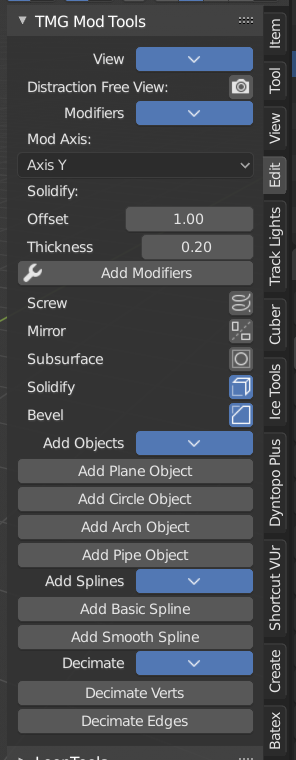 TMG Mod Tools
View
Distraction Free View:
Modifiers
Mod Axis:
Axis Y
Solidify:
Offset 1.00
Thickness 0.20
Add Modifiers
Screw
Mirror
Subsurface
Solidify
Bevel
Add Objects
Add Plane Object
Add Circle Object
Add Arch Object
Add Pipe Object
Add Splines
Add Basic Spline
Add Smooth Spline
Decimate
Decimate Verts
Decimate Edges
LoopTools
Item
Tool
View
Edit
Track Lights
Cuber
Ice Tools
Dyntopo Plus
Shortcut VUr
Create
Batex